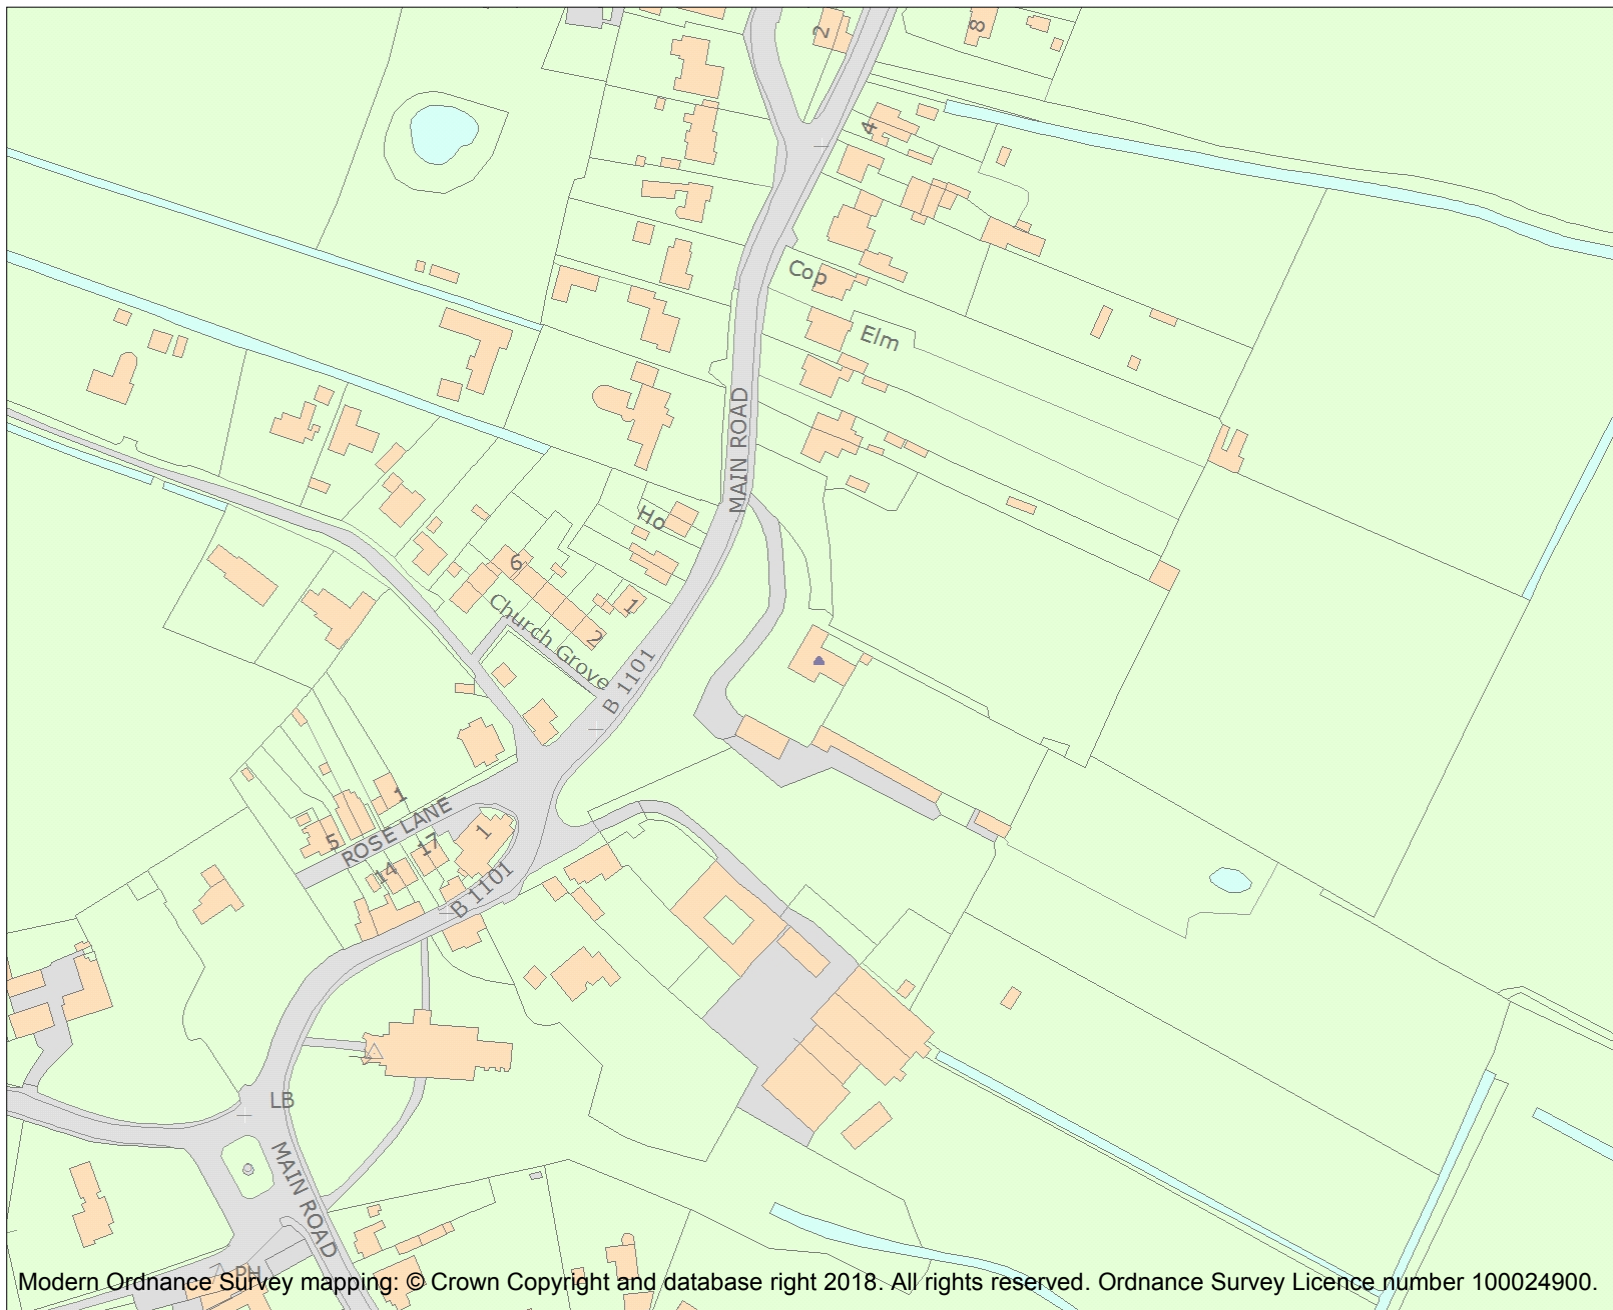 2
8
4
Cop
Elm
MAIN ROAD
Ho
6
1
2
Church Grove
B 1101
1
5
ROSE LANE
17
14
1
B 1101
LB
MAIN ROAD
PH
Modern Ordnance Survey mapping: © Crown Copyright and database right 2018. All rights reserved. Ordnance Survey Licence number 100024900.